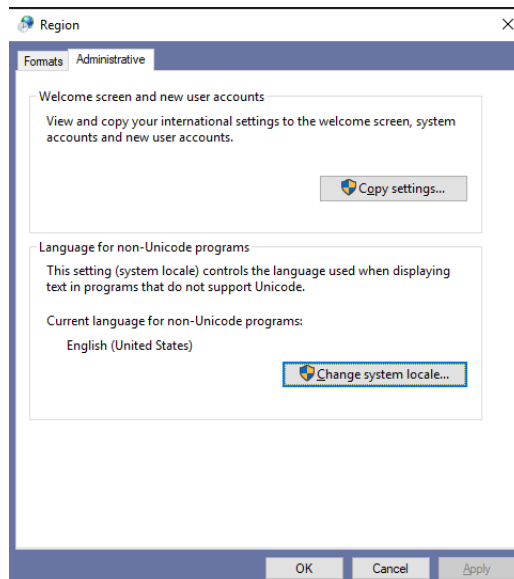 Region
Formats
Administrative
Welcome screen and new user accounts
View and copy your international settings to the welcome screen, system
accounts and new user accounts.
Copy settings...
Language for non-Unicode programs
This setting (system locale) controls the language used when displaying
text in programs that do not support Unicode.
Current language for non-Unicode programs:
English (United States)
Change system locale...
OK
Cancel
Apply